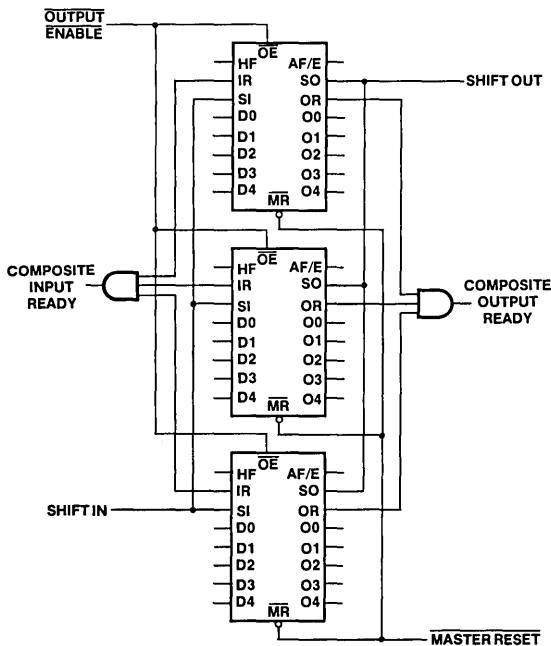 OUTPUT
ENABLE
OE
HF AF/E
IR SO SHIFT OUT
SI OR
D0 O0
D1 O1
D2 O2
D3 O3
D4 O4
MR
OE
COMPOSITE
INPUT
READY
HF AF/E
IR SO
SI OR
COMPOSITE
OUTPUT
READY
D0 O0
D1 O1
D2 O2
D3 O3
D4 O4
MR
OE
HF AF/E
IR SO
SHIFT IN SI OR
D0 O0
D1 O1
D2 O2
D3 O3
D4 O4
MR
MASTER RESET